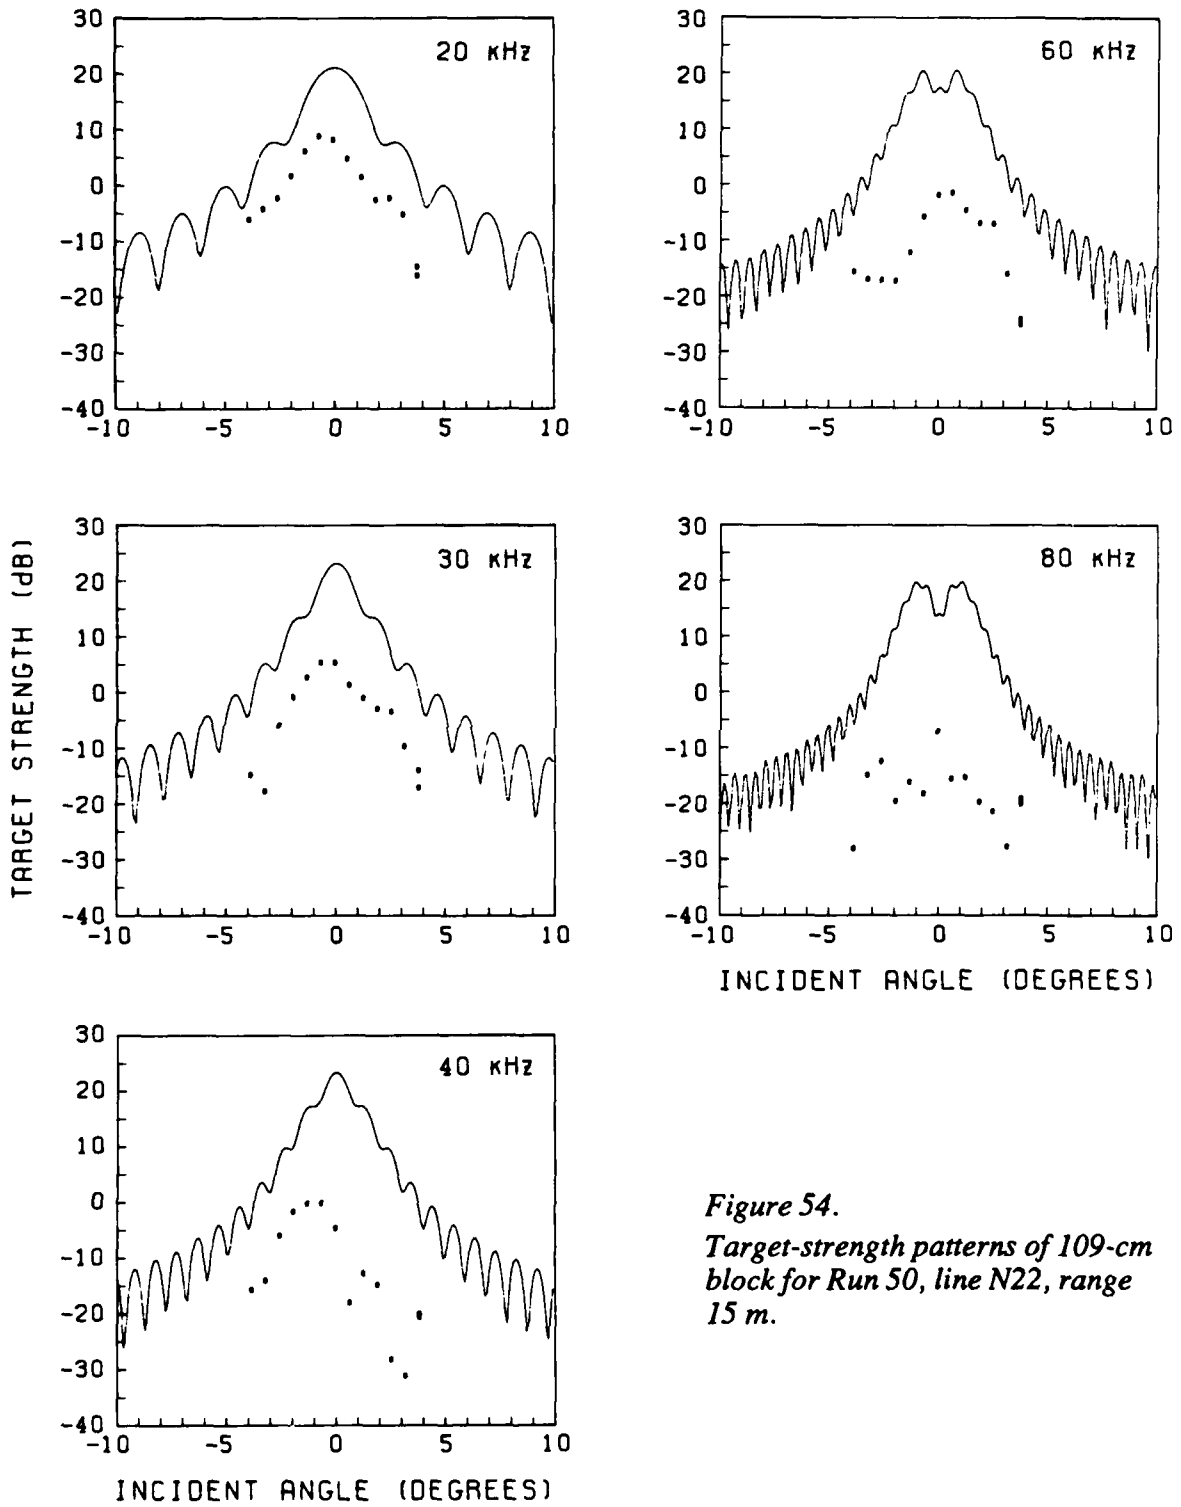 30
20
10
0
-10
-20
-30
-40
-10 -5 0 5 10
20 KHz
30
20
10
0
-10
-20
-30
-40
-10 -5 0 5 10
60 KHz
TARGET STRENGTH (dB)
30
20
10
0
-10
-20
-30
-40
-10 -5 0 5 10
30 KHz
30
20
10
0
-10
-20
-30
-40
-10 -5 0 5 10
80 KHz
INCIDENT ANGLE (DEGREES)
30
20
10
0
-10
-20
-30
-40
-10 -5 0 5 10
40 KHz
INCIDENT ANGLE (DEGREES)
Figure 54.
Target-strength patterns of 109-cm
block for Run 50, line N22, range
15 m.